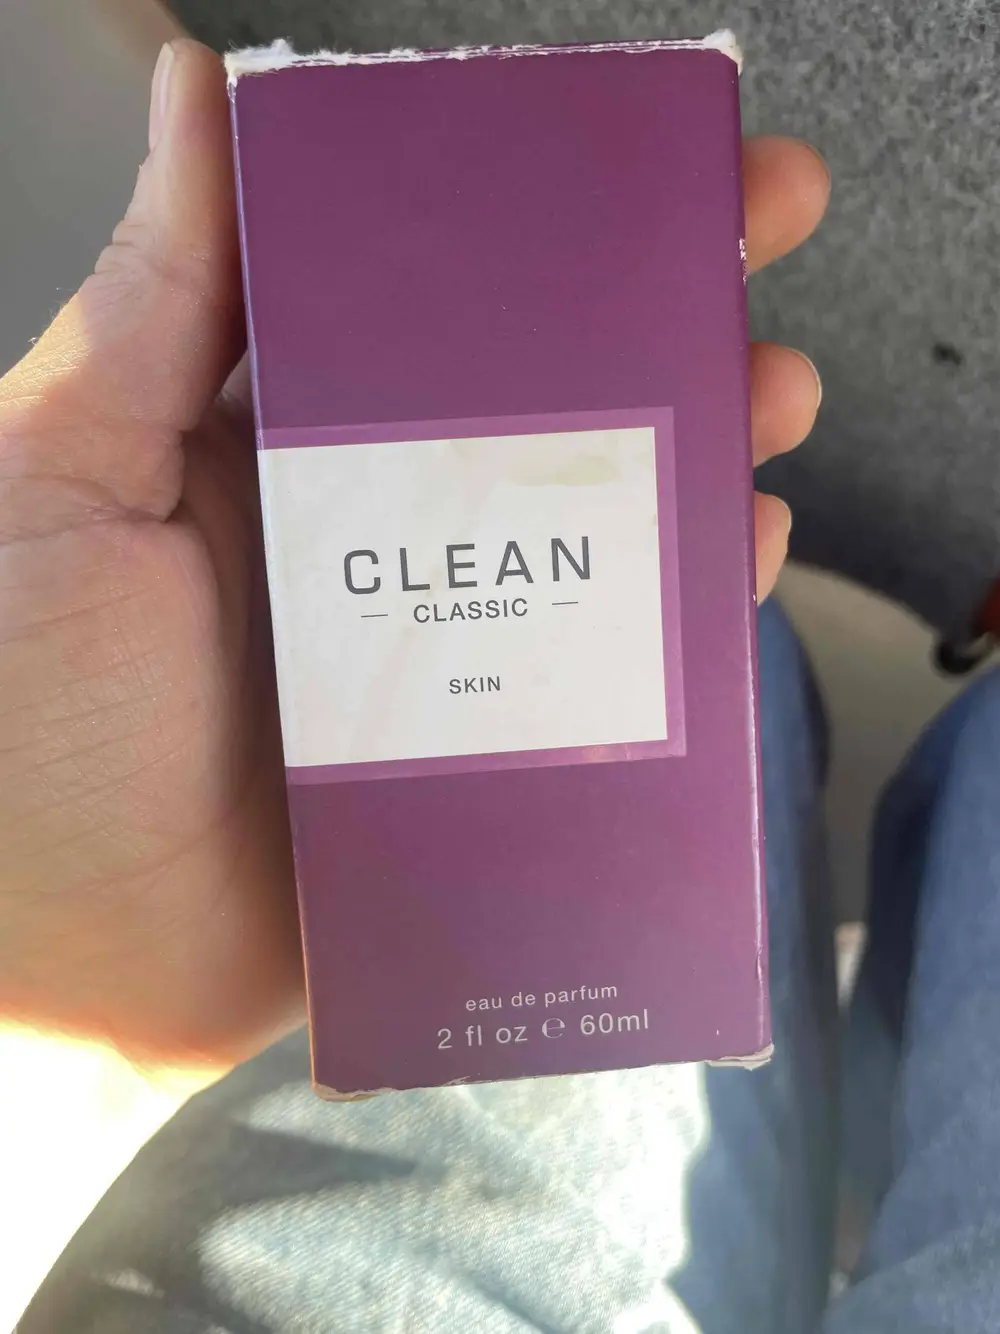 CLEAN
— CLASSIC —
SKIN
eau de parfum
2 fl oz ℮ 60ml